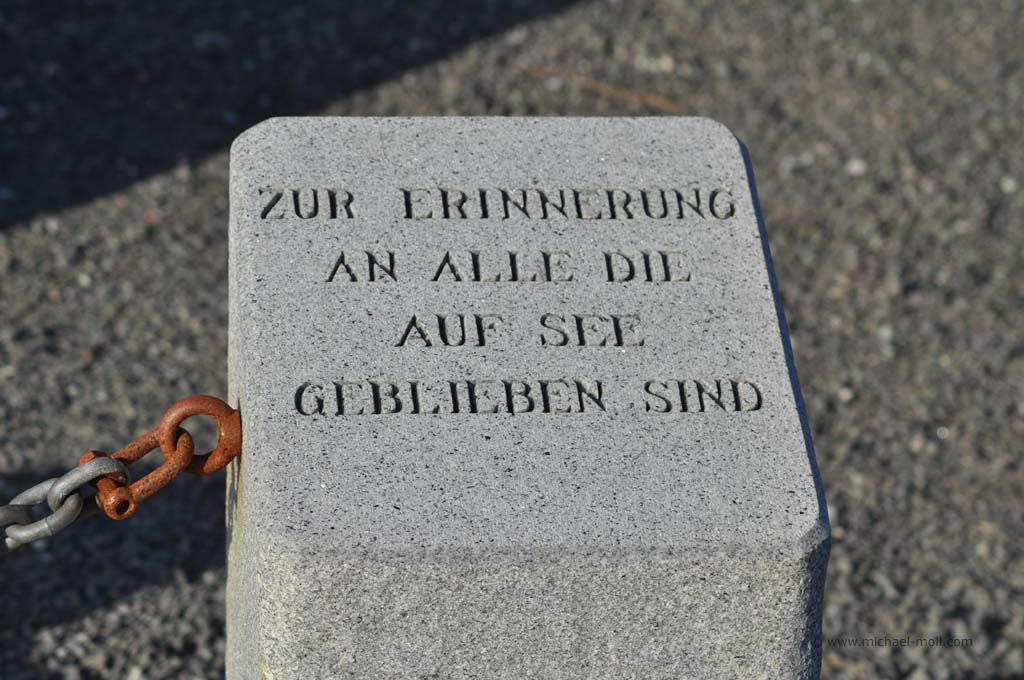 ZUR ERINNERUNG
AN ALLE DIE
AUF SEE
GEBLIEBEN SIND
© www.michael-moll.com